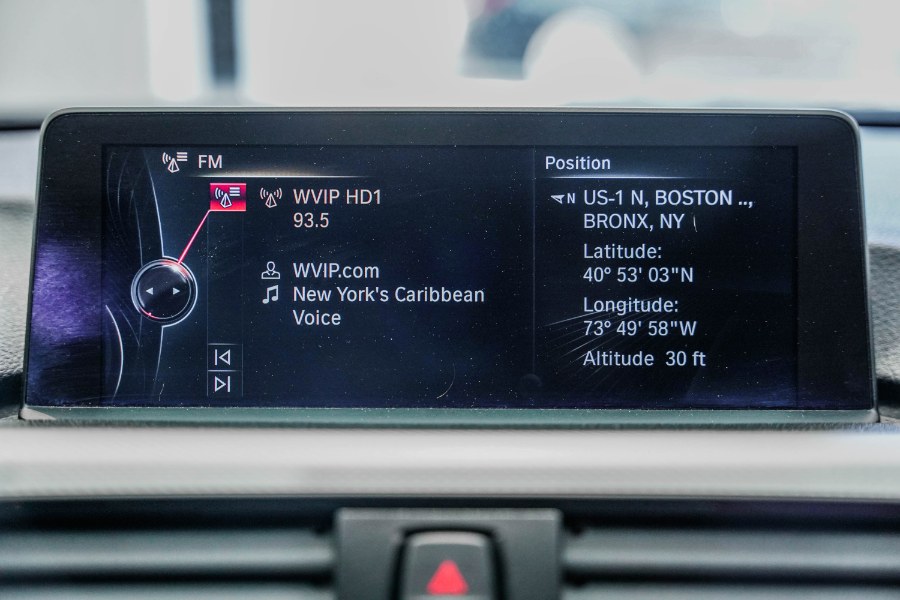 FM
WVIP HD1
93.5
WVIP.com
New York's Caribbean
Voice
Position
N US-1 N, BOSTON ..,
BRONX, NY
Latitude:
40° 53' 03"N
Longitude:
73° 49' 58"W
Altitude 30 ft